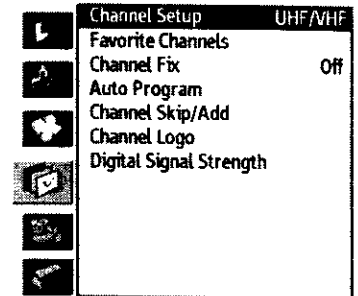 Channel Setup UHF/VHF
Favorite Channels
Channel Fix Off
Auto Program
Channel Skip/Add
Channel Logo
Digital Signal Strength